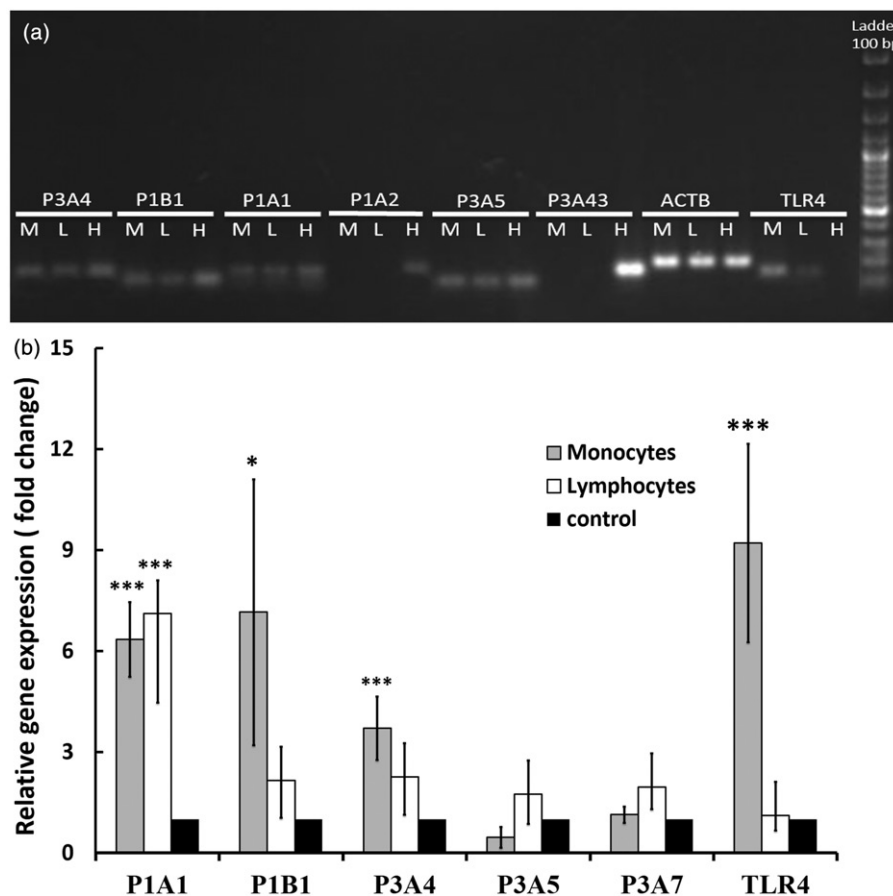 (a)
Ladde
100 bp
P3A4 P1B1 P1A1 P1A2 P3A5 P3A43 ACTB TLR4
M L H M L H M L H M L H M L H M L H M L H M L H
(b)
Relative gene expression ( fold change)
15
12
9
6
3
0
*** *** * *** ***
Monocytes
Lymphocytes
control
P1A1 P1B1 P3A4 P3A5 P3A7 TLR4